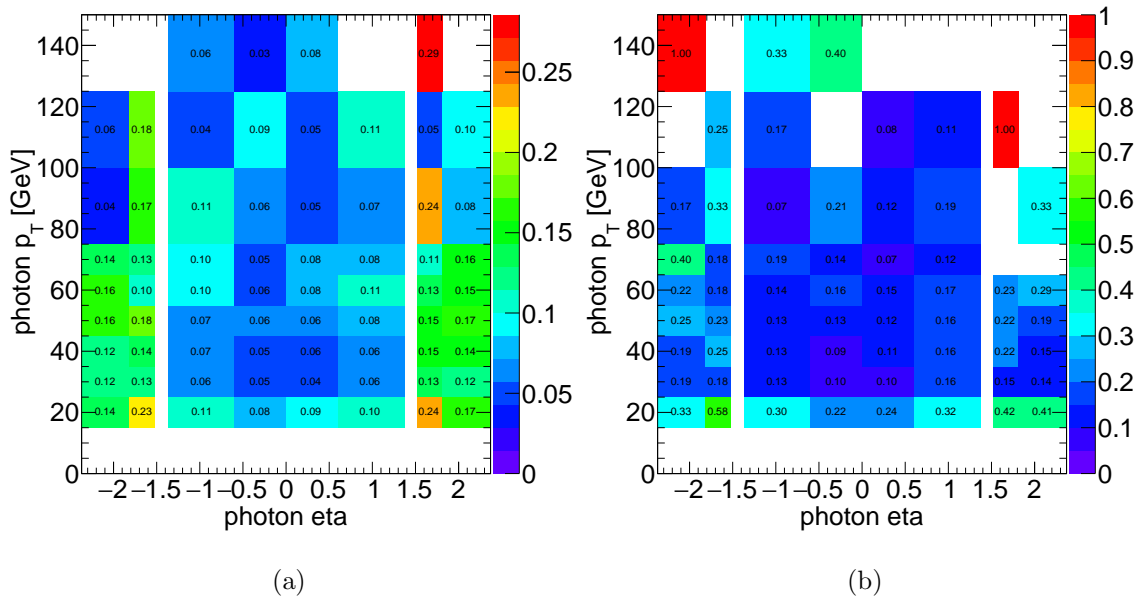 140
120
100
80
60
40
20
0
photon p_T [GeV]
0.06 0.03 0.08 0.29
0.06 0.18 0.04 0.09 0.05 0.11 0.05 0.10
0.04 0.17 0.11 0.06 0.05 0.07 0.24 0.08
0.14 0.13 0.10 0.05 0.08 0.08 0.11 0.16
0.16 0.10 0.10 0.06 0.08 0.11 0.13 0.15
0.16 0.18 0.07 0.06 0.06 0.08 0.15 0.17
0.12 0.14 0.07 0.05 0.06 0.06 0.15 0.14
0.12 0.13 0.06 0.05 0.04 0.06 0.13 0.12
0.14 0.23 0.11 0.08 0.09 0.10 0.24 0.17
−2 −1.5 −1 −0.5 0 0.5 1 1.5 2
photon eta
0.25
0.2
0.15
0.1
0.05
0
(a)
140
120
100
80
60
40
20
0
photon p_T [GeV]
1.00 0.33 0.40
0.25 0.17 0.08 0.11 1.00
0.17 0.33 0.07 0.21 0.12 0.19 0.33
0.40 0.18 0.19 0.14 0.07 0.12
0.22 0.18 0.14 0.16 0.15 0.17 0.23 0.29
0.25 0.23 0.13 0.13 0.12 0.16 0.22 0.19
0.19 0.25 0.13 0.09 0.11 0.16 0.22 0.15
0.19 0.18 0.13 0.10 0.10 0.16 0.15 0.14
0.33 0.58 0.30 0.22 0.24 0.32 0.42 0.41
−2 −1.5 −1 −0.5 0 0.5 1 1.5 2
photon eta
1
0.9
0.8
0.7
0.6
0.5
0.4
0.3
0.2
0.1
0
(b)